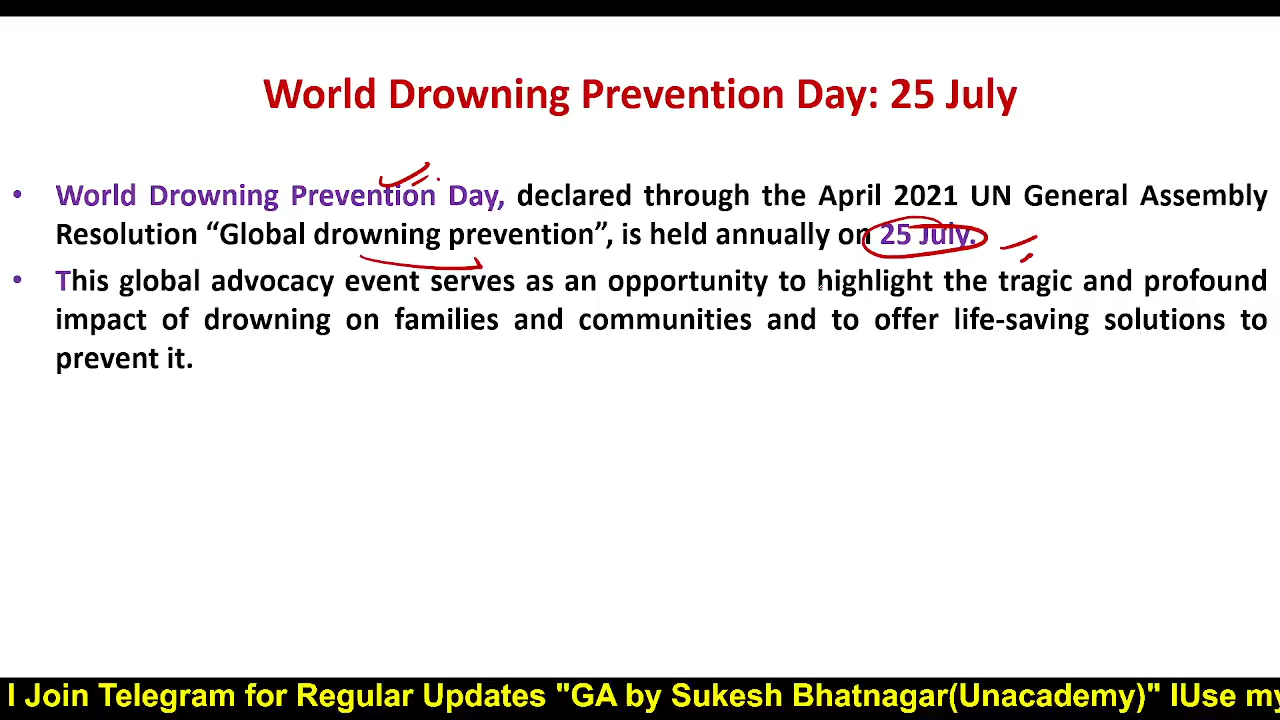 World Drowning Prevention Day: 25 July
• World Drowning Prevention Day, declared through the April 2021 UN General Assembly
Resolution “Global drowning prevention”, is held annually on 25 July.
• This global advocacy event serves as an opportunity to highlight the tragic and profound
impact of drowning on families and communities and to offer life-saving solutions to
prevent it.
I Join Telegram for Regular Updates "GA by Sukesh Bhatnagar(Unacademy)" IUse my